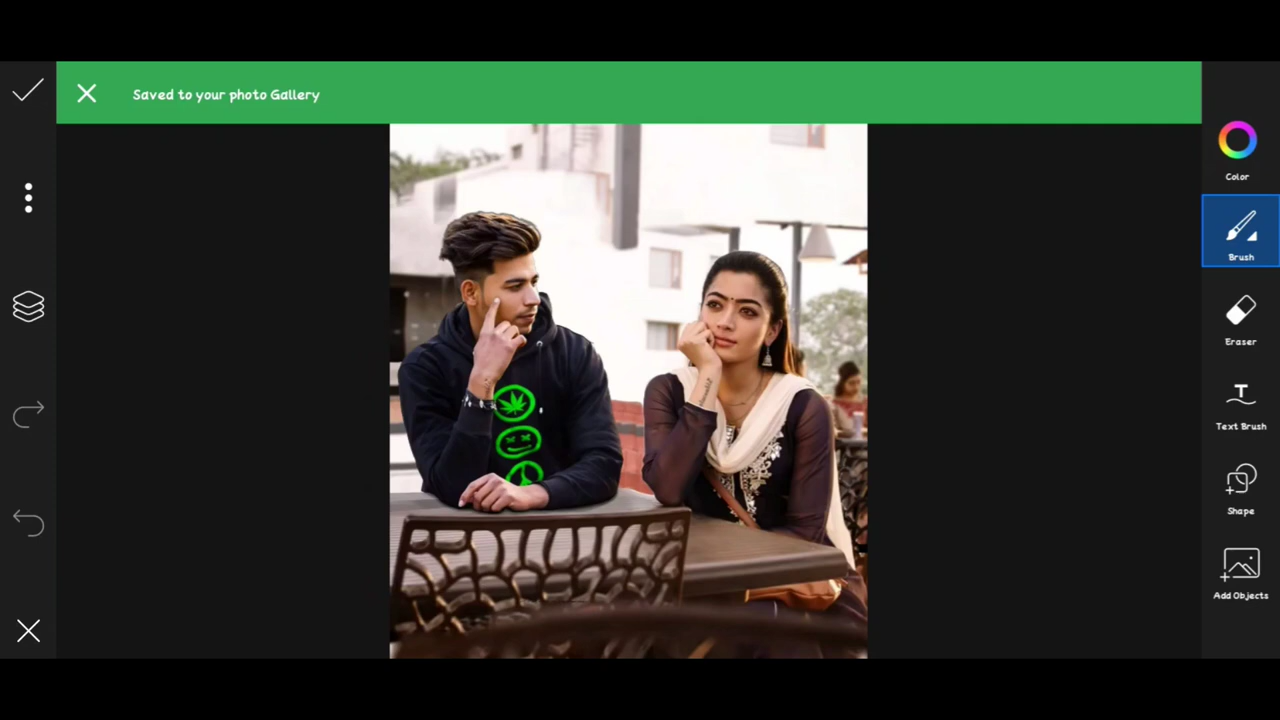 Saved to your photo Gallery
Color
Brush
Eraser
Text Brush
Shape
Add Objects